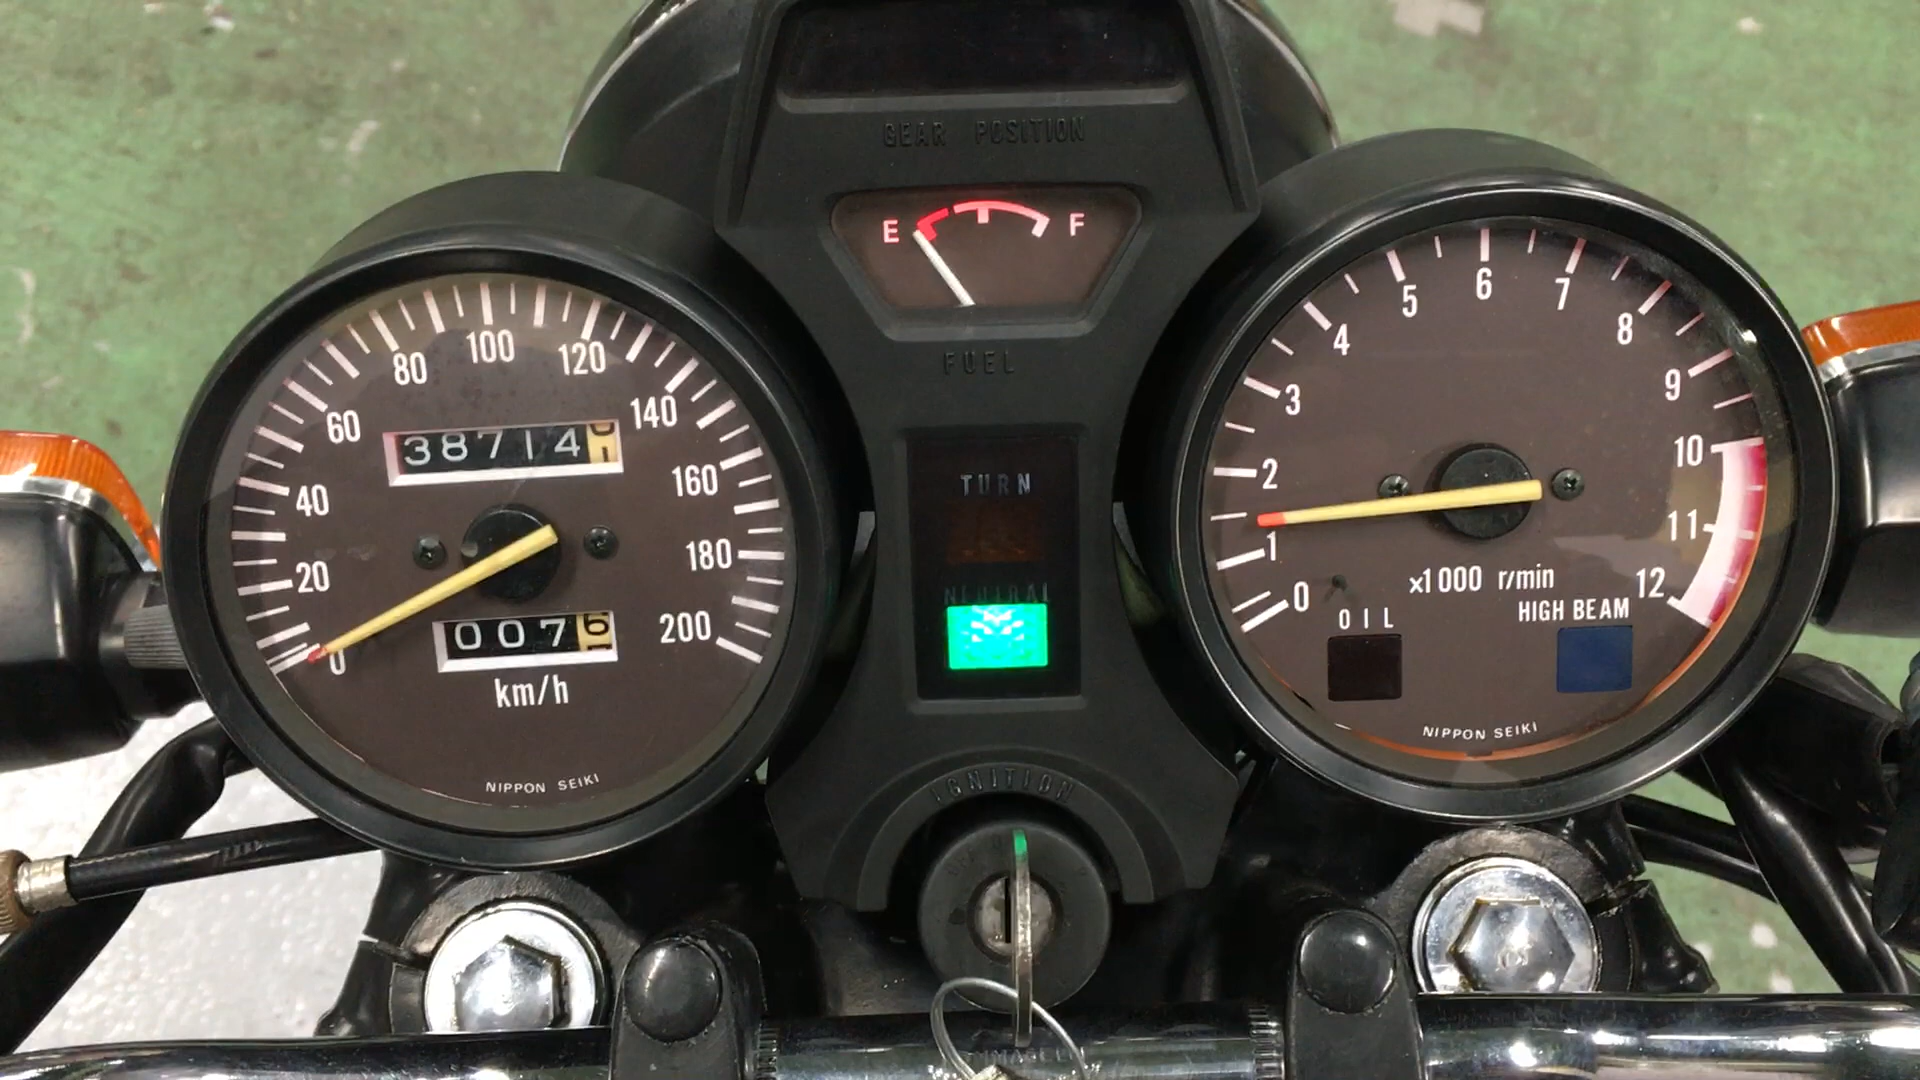 GEAR POSITION
E F
FUEL
0 20 40 60 80 100 120 140 160 180 200
38714
007
km/h
NIPPON SEIKI
TURN
NEUTRAL
0 1 2 3 4 5 6 7 8 9 10 11 12
x1000 r/min
OIL
HIGH BEAM
NIPPON SEIKI
IGNITION